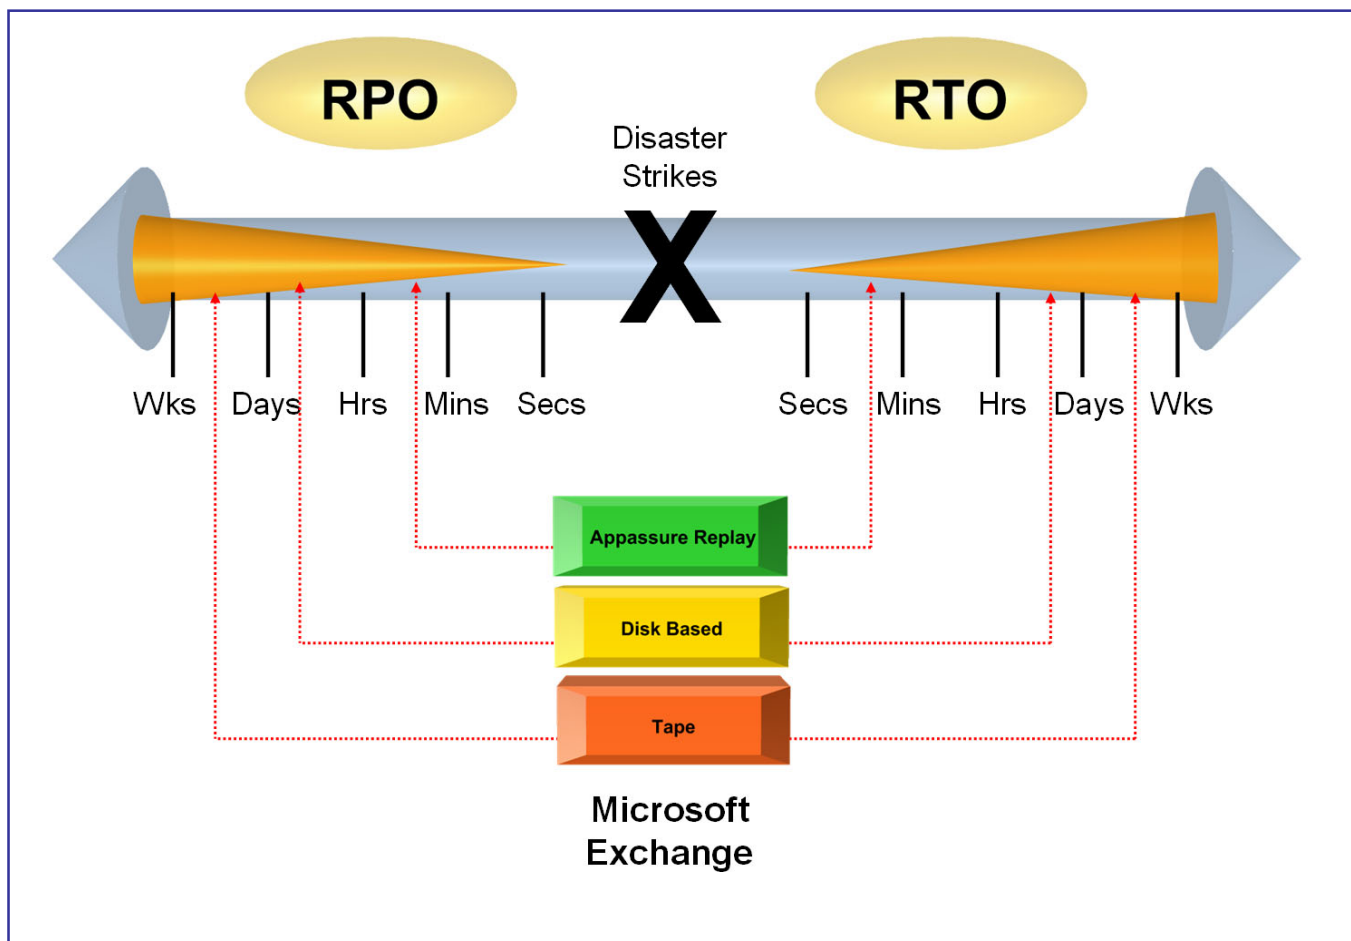 RPO
RTO
Disaster
Strikes
X
Wks Days Hrs Mins Secs
Secs Mins Hrs Days Wks
Appassure Replay
Disk Based
Tape
Microsoft
Exchange